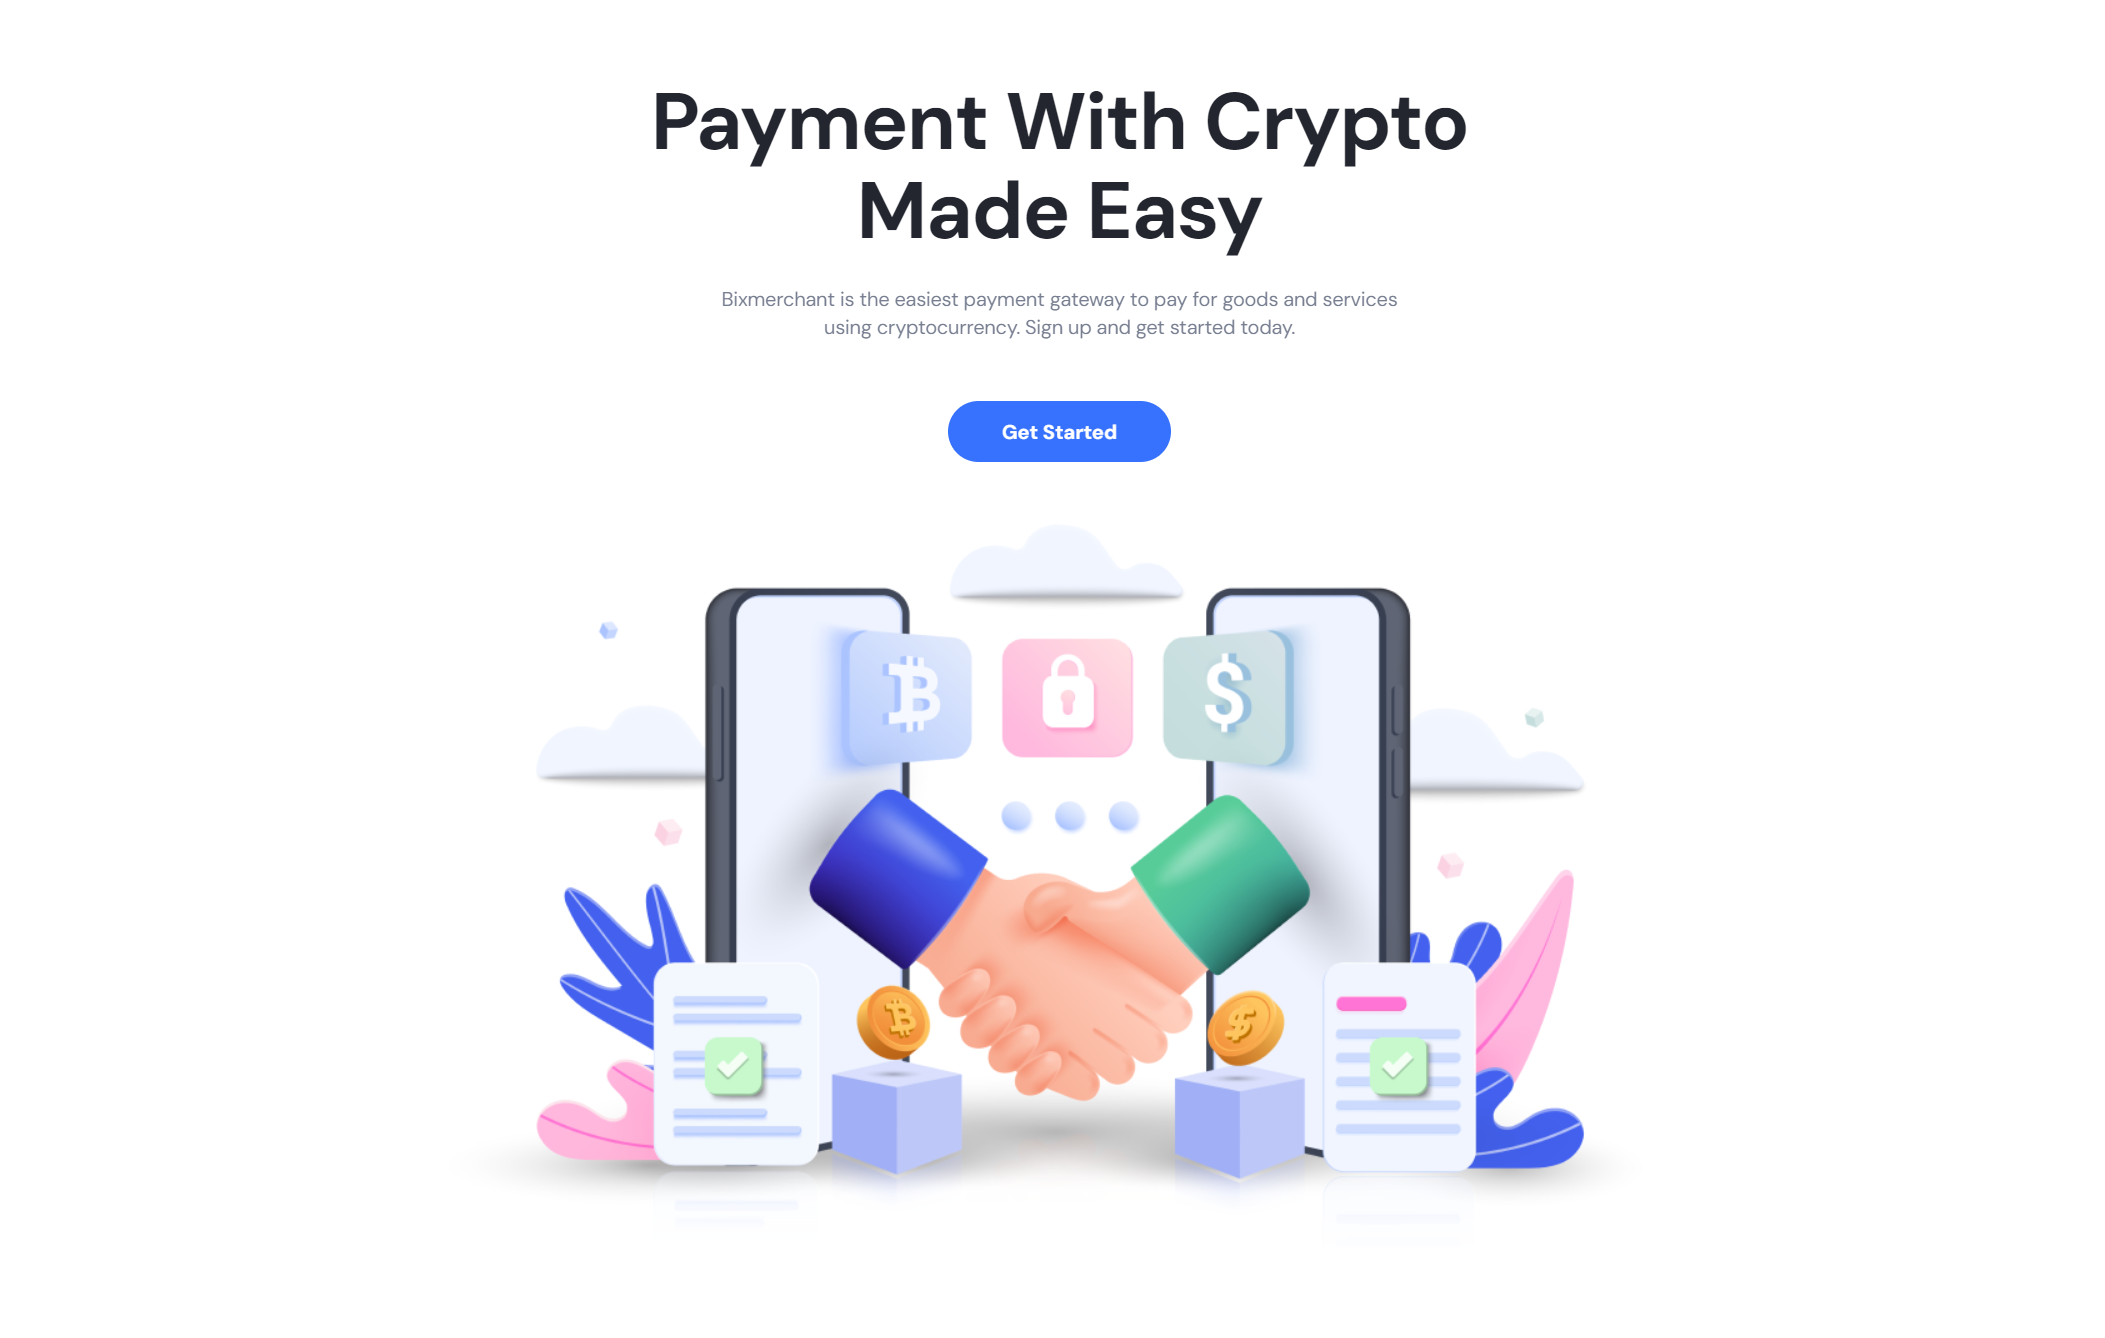 Payment With Crypto
Made Easy
Bixmerchant is the easiest payment gateway to pay for goods and services
using cryptocurrency. Sign up and get started today.
Get Started